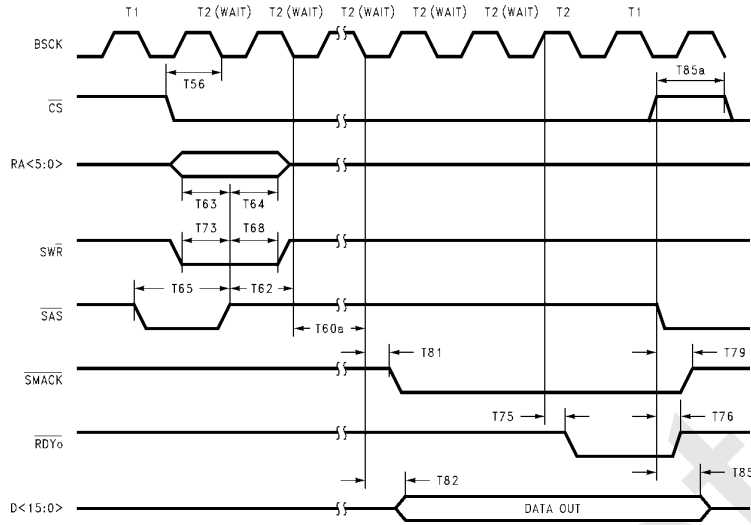 T1 T2 (WAIT) T2 (WAIT) T2 (WAIT) T2 (WAIT) T2 (WAIT) T2 T1
BSCK
T56
T85a
CS
RA<5:0>
T63 T64
T73 T68
SWR
T65 T62
SAS
T60a
T81 T79
SMACK
T75 T76
RDYo
T82 T85
D<15:0>
DATA OUT